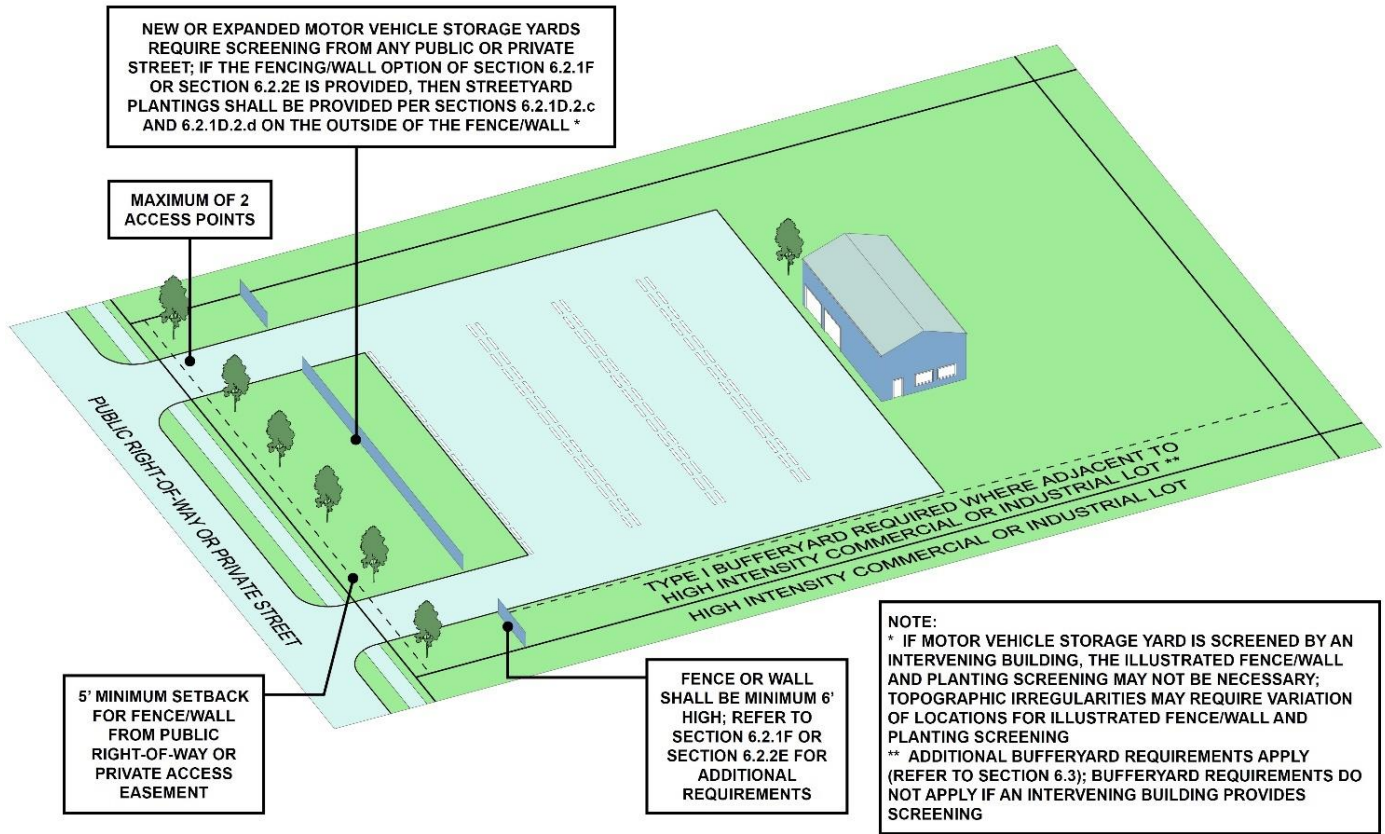 NEW OR EXPANDED MOTOR VEHICLE STORAGE YARDS
REQUIRE SCREENING FROM ANY PUBLIC OR PRIVATE
STREET; IF THE FENCING/WALL OPTION OF SECTION 6.2.1F
OR SECTION 6.2.2E IS PROVIDED, THEN STREETYARD
PLANTINGS SHALL BE PROVIDED PER SECTIONS 6.2.1D.2.c
AND 6.2.1D.2.d ON THE OUTSIDE OF THE FENCE/WALL *
MAXIMUM OF 2
ACCESS POINTS
PUBLIC RIGHT-OF-WAY OR PRIVATE STREET
TYPE I BUFFERYARD REQUIRED WHERE ADJACENT TO
HIGH INTENSITY COMMERCIAL OR INDUSTRIAL LOT **
HIGH INTENSITY COMMERCIAL OR INDUSTRIAL LOT
5' MINIMUM SETBACK
FOR FENCE/WALL
FROM PUBLIC
RIGHT-OF-WAY OR
PRIVATE ACCESS
EASEMENT
FENCE OR WALL
SHALL BE MINIMUM 6'
HIGH; REFER TO
SECTION 6.2.1F OR
SECTION 6.2.2E FOR
ADDITIONAL
REQUIREMENTS
NOTE:
* IF MOTOR VEHICLE STORAGE YARD IS SCREENED BY AN
INTERVENING BUILDING, THE ILLUSTRATED FENCE/WALL
AND PLANTING SCREENING MAY NOT BE NECESSARY;
TOPOGRAPHIC IRREGULARITIES MAY REQUIRE VARIATION
OF LOCATIONS FOR ILLUSTRATED FENCE/WALL AND
PLANTING SCREENING
** ADDITIONAL BUFFERYARD REQUIREMENTS APPLY
(REFER TO SECTION 6.3); BUFFERYARD REQUIREMENTS DO
NOT APPLY IF AN INTERVENING BUILDING PROVIDES
SCREENING